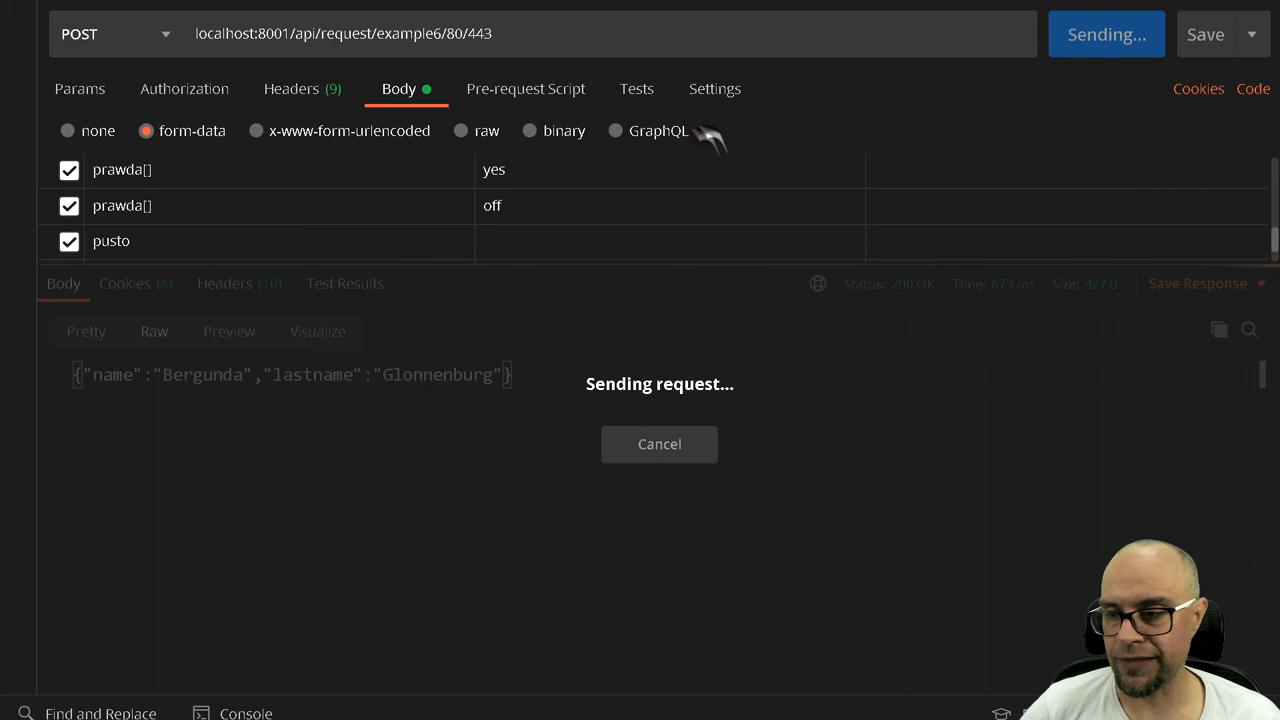 POST localhost:8001/api/request/example6/80/443 Sending... Save
Params Authorization Headers (9) Body Pre-request Script Tests Settings Cookies Code
none form-data x-www-form-urlencoded raw binary GraphQL
prawda[] yes
prawda[] off
pusto
Body Cookies (4) Headers (10) Test Results Status: 200 OK Time: 673 ms Size: 427 B Save Response
Pretty Raw Preview Visualize
{"name":"Bergunda","lastname":"Glonnenburg"}
Sending request...
Cancel
Find and Replace Console